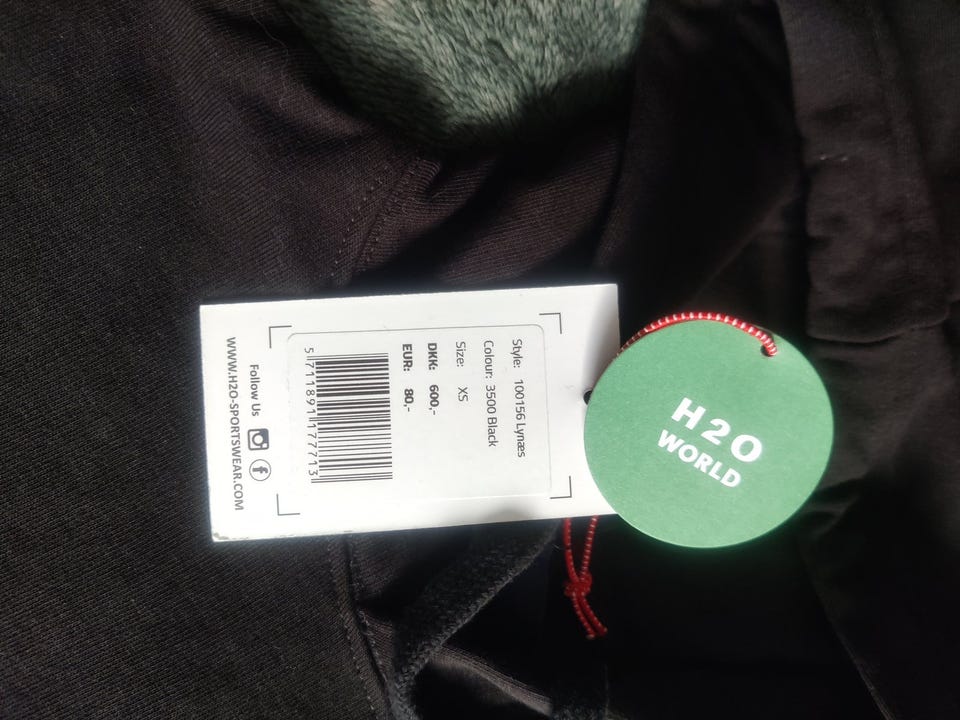 Style: 100156 Lynæs
Colour: 3500 Black
Size: XS
DKK: 600,-
EUR: 80,-
5 711891 177713
Follow Us
WWW.H2O-SPORTSWEAR.COM
H2O
WORLD